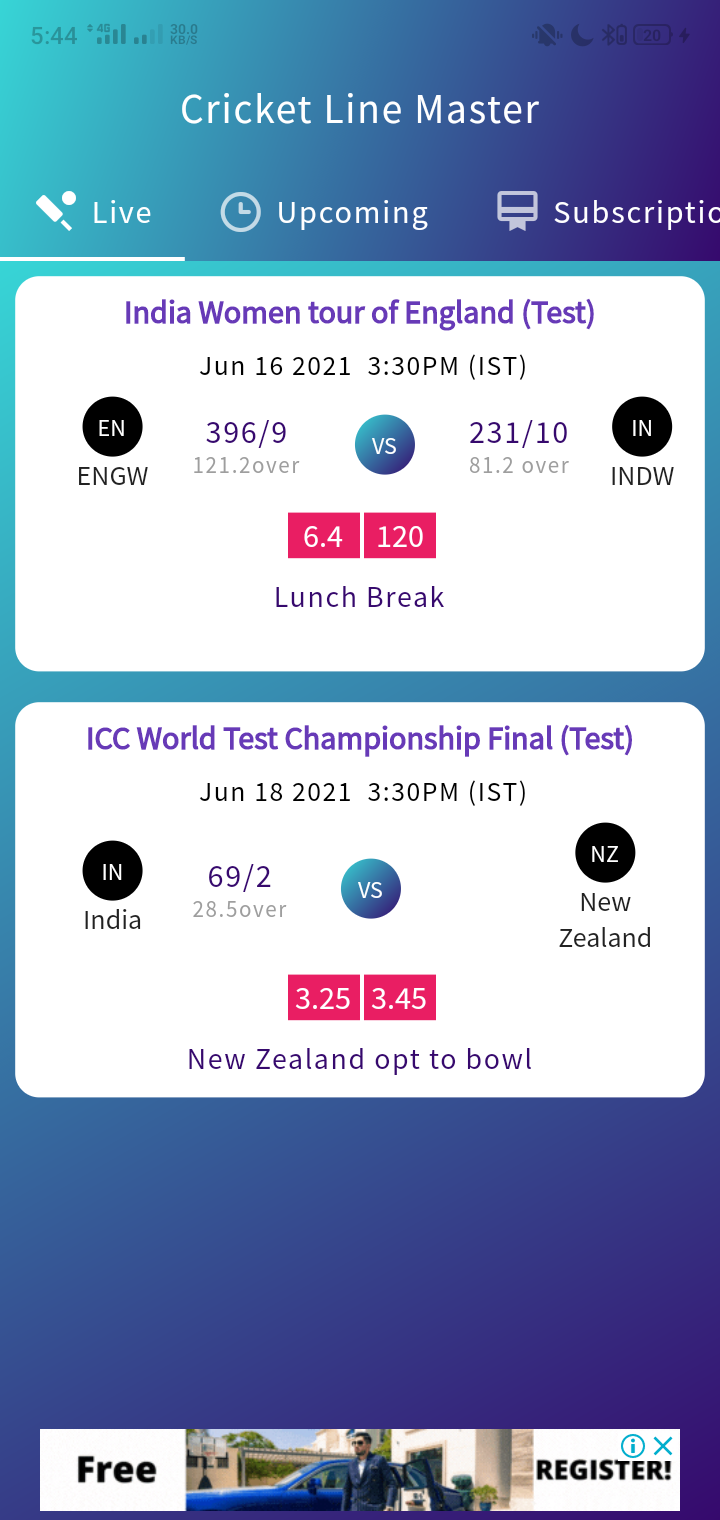 5:44 4G 30.0 KB/S 20
Cricket Line Master
Live Upcoming Subscriptio
India Women tour of England (Test)
Jun 16 2021 3:30PM (IST)
EN 396/9 VS 231/10 IN
121.2over 81.2 over
ENGW INDW
6.4 120
Lunch Break
ICC World Test Championship Final (Test)
Jun 18 2021 3:30PM (IST)
IN 69/2 VS NZ
28.5over
India New
Zealand
3.25 3.45
New Zealand opt to bowl
Free REGISTER!